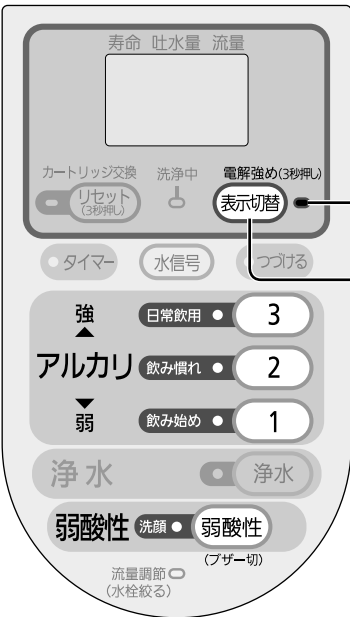 寿命 吐水量 流量
カートリッジ交換 洗浄中 電解強め(3秒押し)
リセット 表示切替
(3秒押し)
タイマー 水信号 つづける
強 日常飲用 3
アルカリ 飲み慣れ 2
弱 飲み始め 1
浄水 浄水
弱酸性 洗顔 弱酸性
(ブザー切)
流量調節
(水栓絞る)